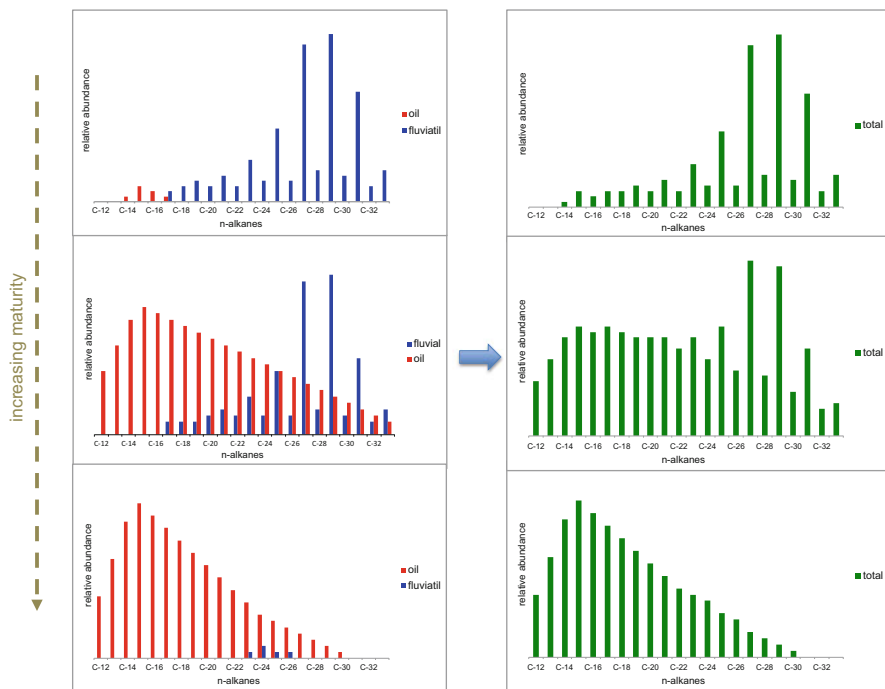 increasing maturity
relative abundance
oil
fluviatil
C-12 C-14 C-16 C-18 C-20 C-22 C-24 C-26 C-28 C-30 C-32
n-alkanes
relative abundance
total
C-12 C-14 C-16 C-18 C-20 C-22 C-24 C-26 C-28 C-30 C-32
n-alkanes
relative abundance
fluvial
oil
C-12 C-14 C-16 C-18 C-20 C-22 C-24 C-26 C-28 C-30 C-32
n-alkanes
relative abundance
total
C-12 C-14 C-16 C-18 C-20 C-22 C-24 C-26 C-28 C-30 C-32
n-alkanes
relative abundance
oil
fluviatil
C-12 C-14 C-16 C-18 C-20 C-22 C-24 C-26 C-28 C-30 C-32
n-alkanes
relative abundance
total
C-12 C-14 C-16 C-18 C-20 C-22 C-24 C-26 C-28 C-30 C-32
n-alkanes